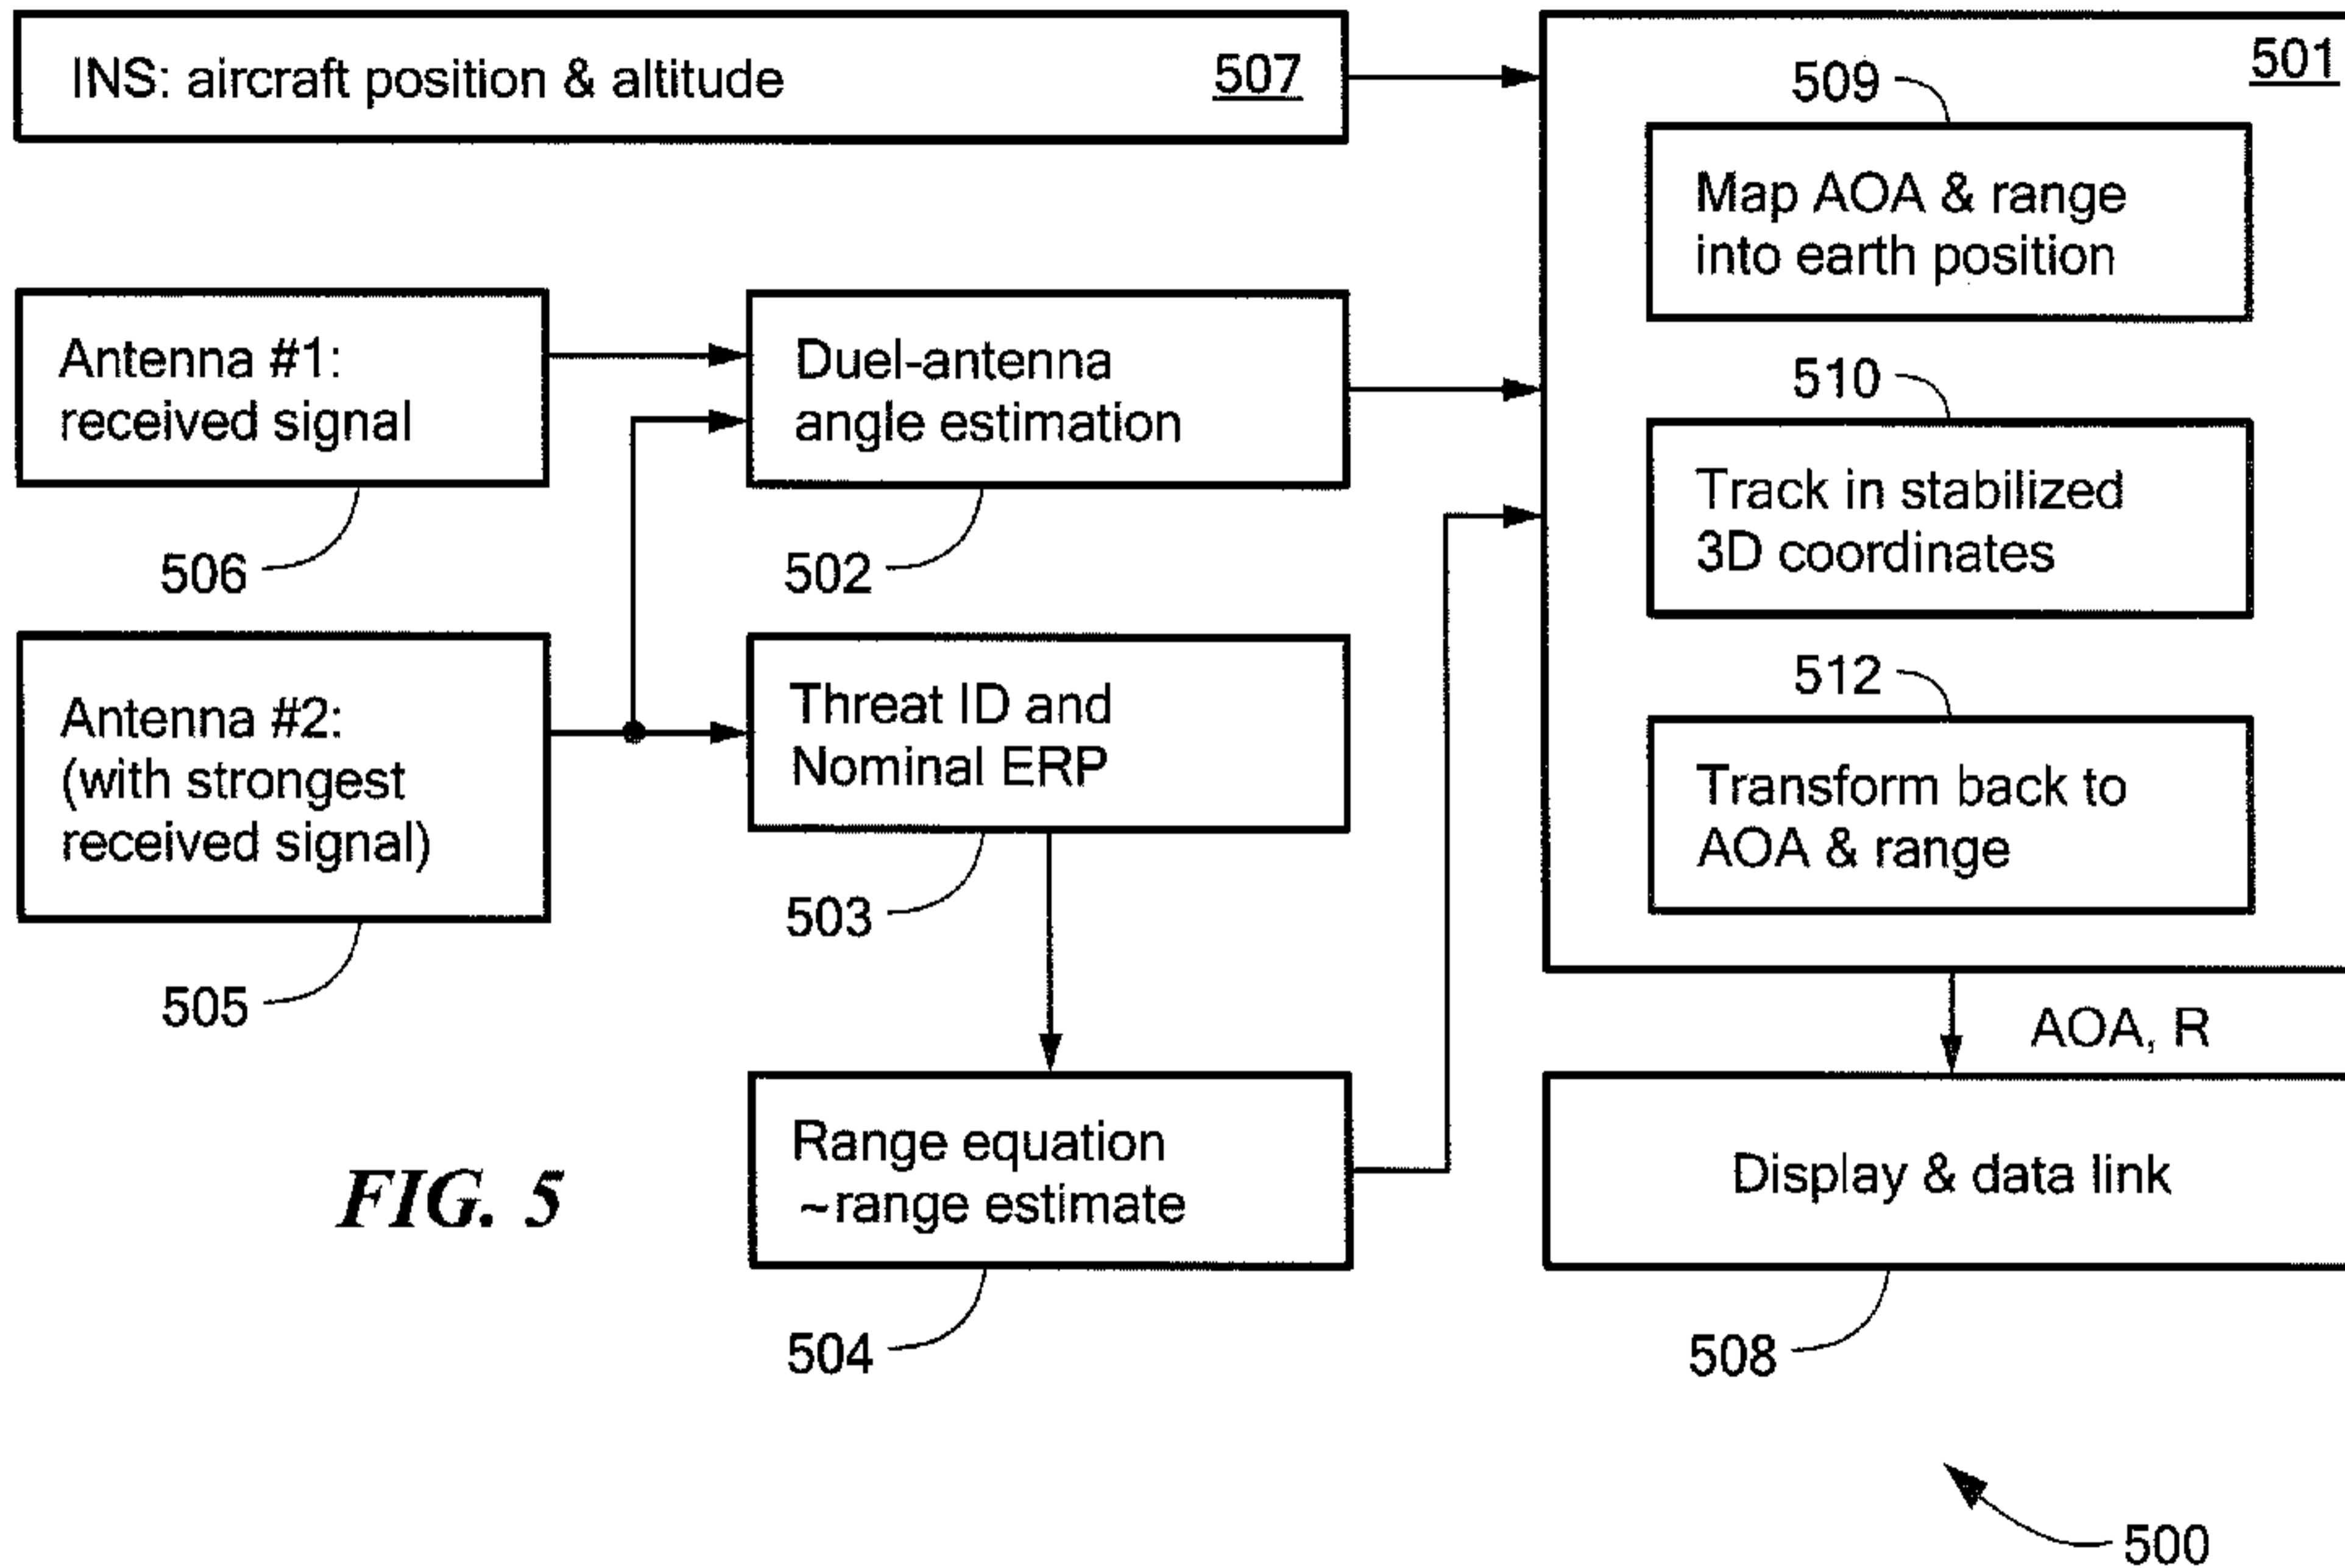 INS: aircraft position & altitude
507
501
509
Map AOA & range
into earth position
Antenna #1:
received signal
506
Duel-antenna
angle estimation
502
510
Track in stabilized
3D coordinates
Antenna #2:
(with strongest
received signal)
505
Threat ID and
Nominal ERP
503
512
Transform back to
AOA & range
AOA, R
Range equation
~range estimate
504
Display & data link
508
FIG. 5
500